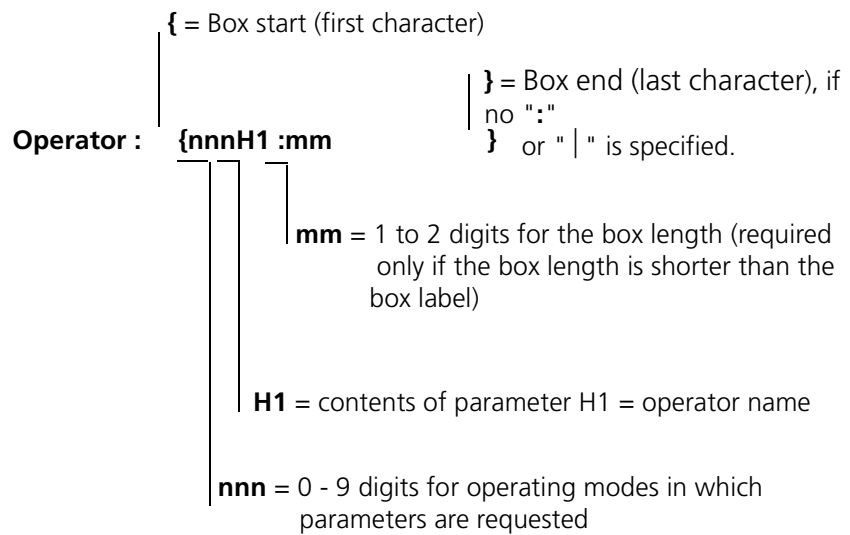 { = Box start (first character)
} = Box end (last character), if
no ":"
Operator : {nnnH1 :mm } or "|" is specified.
mm = 1 to 2 digits for the box length (required
only if the box length is shorter than the
box label)
H1 = contents of parameter H1 = operator name
nnn = 0 - 9 digits for operating modes in which
parameters are requested